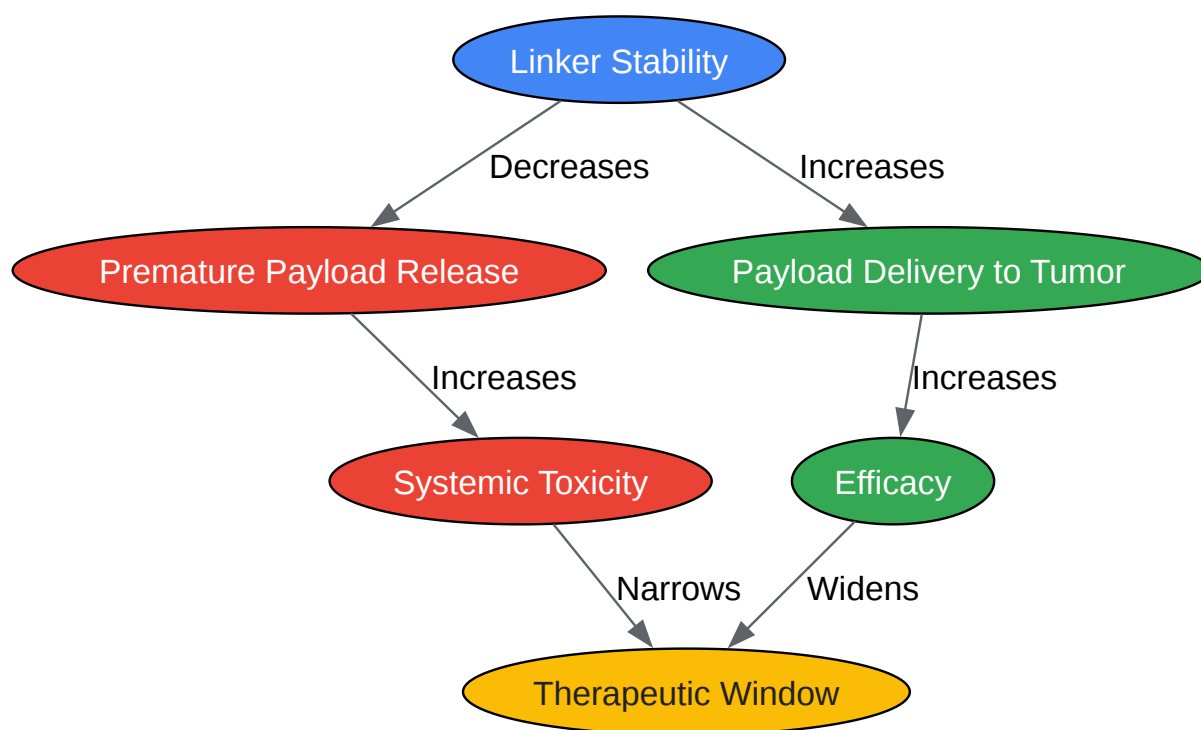 Linker Stability
Decreases
Increases
Premature Payload Release
Payload Delivery to Tumor
Increases
Increases
Systemic Toxicity
Efficacy
Narrows
Widens
Therapeutic Window